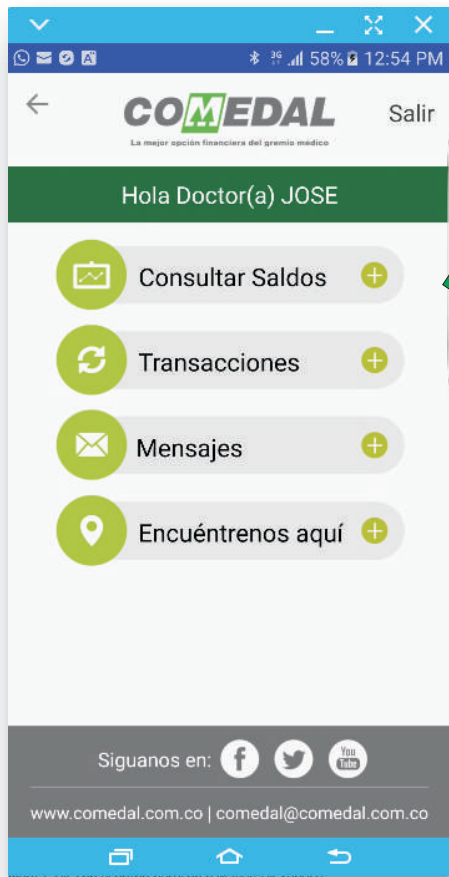 3G 58% 12:54 PM
COMEDAL
La mejor opción financiera del gremio médico
Salir
Hola Doctor(a) JOSE
Consultar Saldos
Transacciones
Mensajes
Encuéntrenos aquí
Siguanos en: f You Tube
www.comedal.com.co | comedal@comedal.com.co